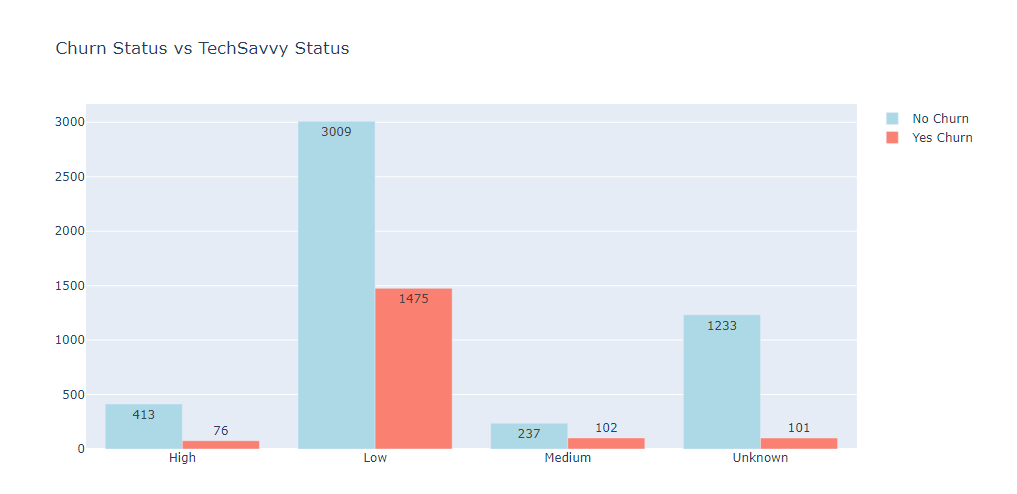 Churn Status vs TechSavvy Status
No Churn
Yes Churn
3000
2500
2000
1500
1000
500
0
413
76
3009
1475
237
102
1233
101
High
Low
Medium
Unknown